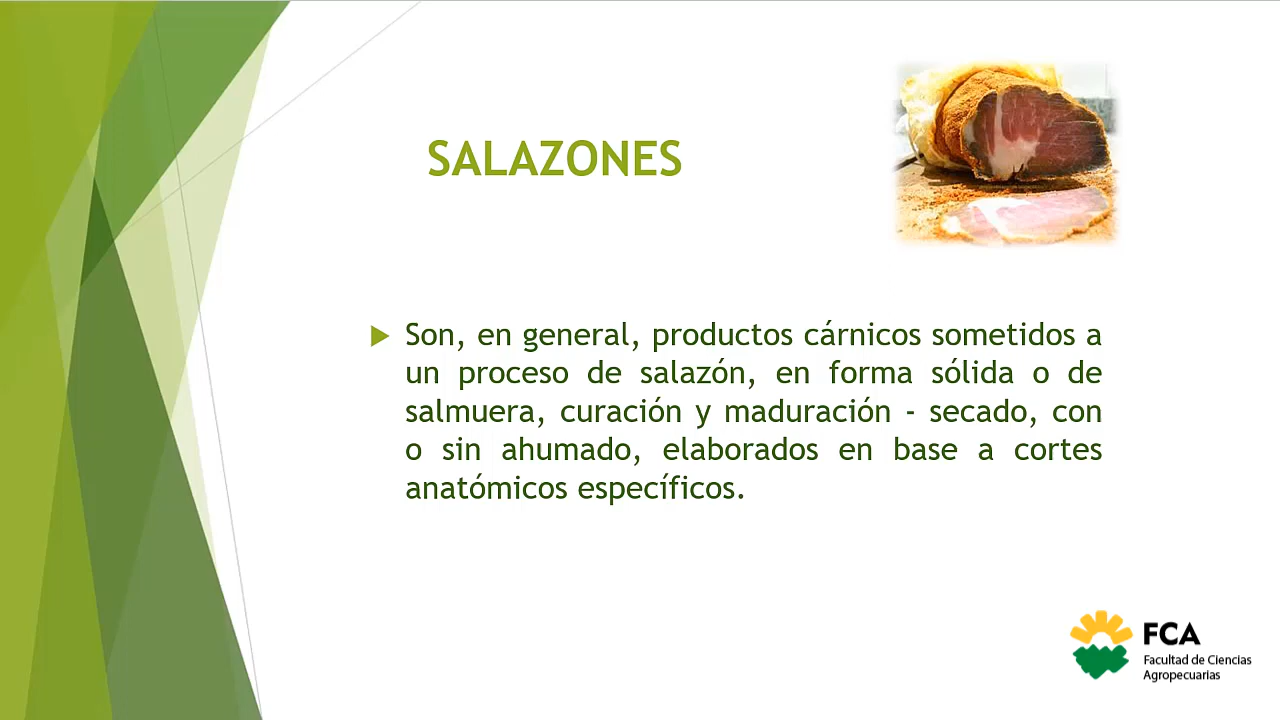 SALAZONES
Son, en general, productos cárnicos sometidos a
un proceso de salazón, en forma sólida o de
salmuera, curación y maduración - secado, con
o sin ahumado, elaborados en base a cortes
anatómicos específicos.
FCA
Facultad de Ciencias
Agropecuarias